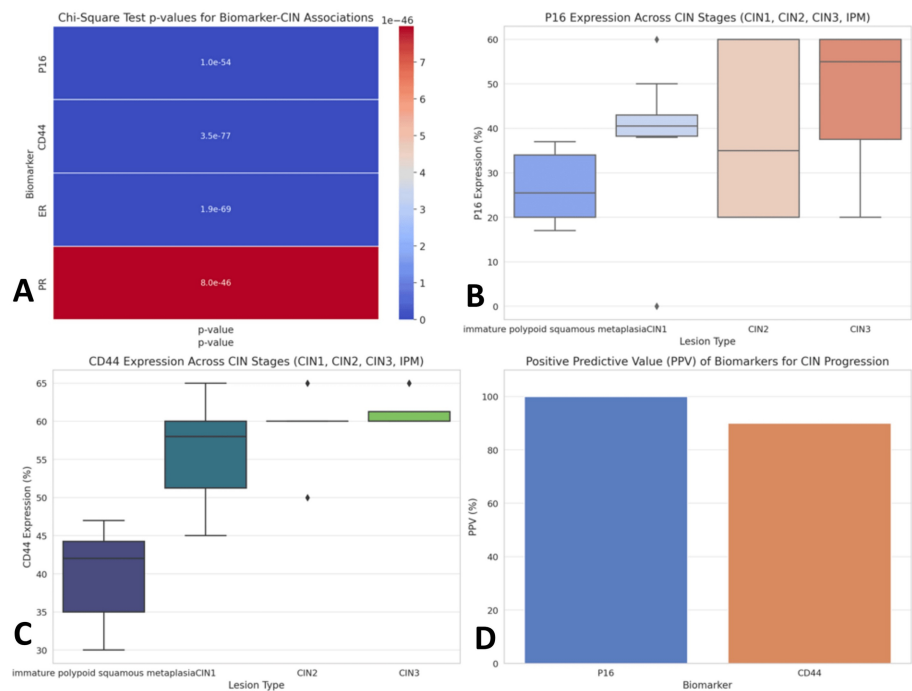 Chi-Square Test p-values for Biomarker-CIN Associations
1e−46
P16
1.0e-54
CD44
3.5e-77
Biomarker
ER
1.9e-69
PR
8.0e-46
7
6
5
4
3
2
1
0
p-value
p-value
A
P16 Expression Across CIN Stages (CIN1, CIN2, CIN3, IPM)
P16 Expression (%)
60
50
40
30
20
10
0
immature polypoid squamous metaplasiaCIN1
CIN2
CIN3
Lesion Type
B
CD44 Expression Across CIN Stages (CIN1, CIN2, CIN3, IPM)
CD44 Expression (%)
65
60
55
50
45
40
35
30
immature polypoid squamous metaplasiaCIN1
CIN2
CIN3
Lesion Type
C
Positive Predictive Value (PPV) of Biomarkers for CIN Progression
PPV (%)
100
80
60
40
20
0
P16
CD44
Biomarker
D